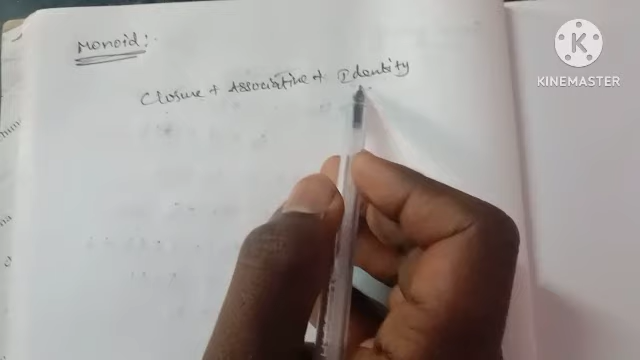 Monoid:-
Closure + Associative + Identity
K
KINEMASTER